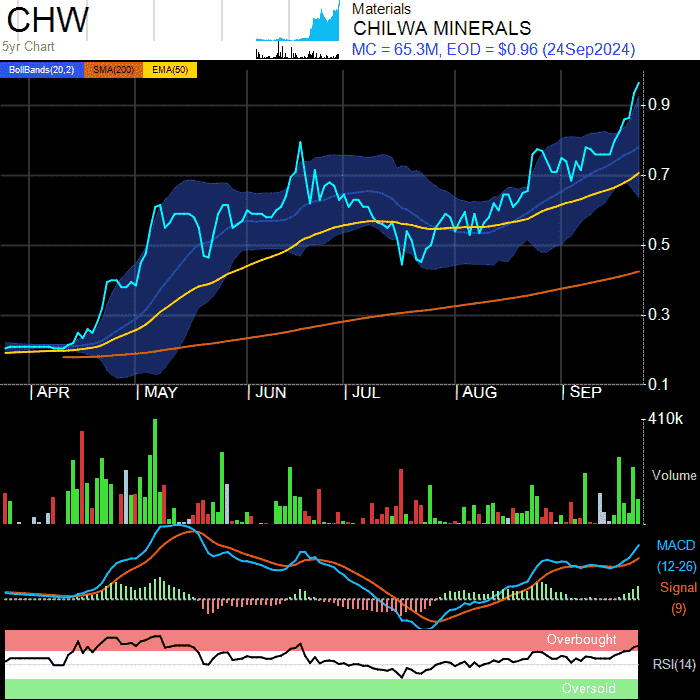 CHW
5yr Chart
Materials
CHILWA MINERALS
MC = 65.3M, EOD = $0.96 (24Sep2024)
BollBands(20,2) SMA(200) EMA(50)
0.9
0.7
0.5
0.3
0.1
APR MAY JUN JUL AUG SEP
410k
Volume
MACD
(12-26)
Signal
(9)
Overbought
RSI(14)
Oversold